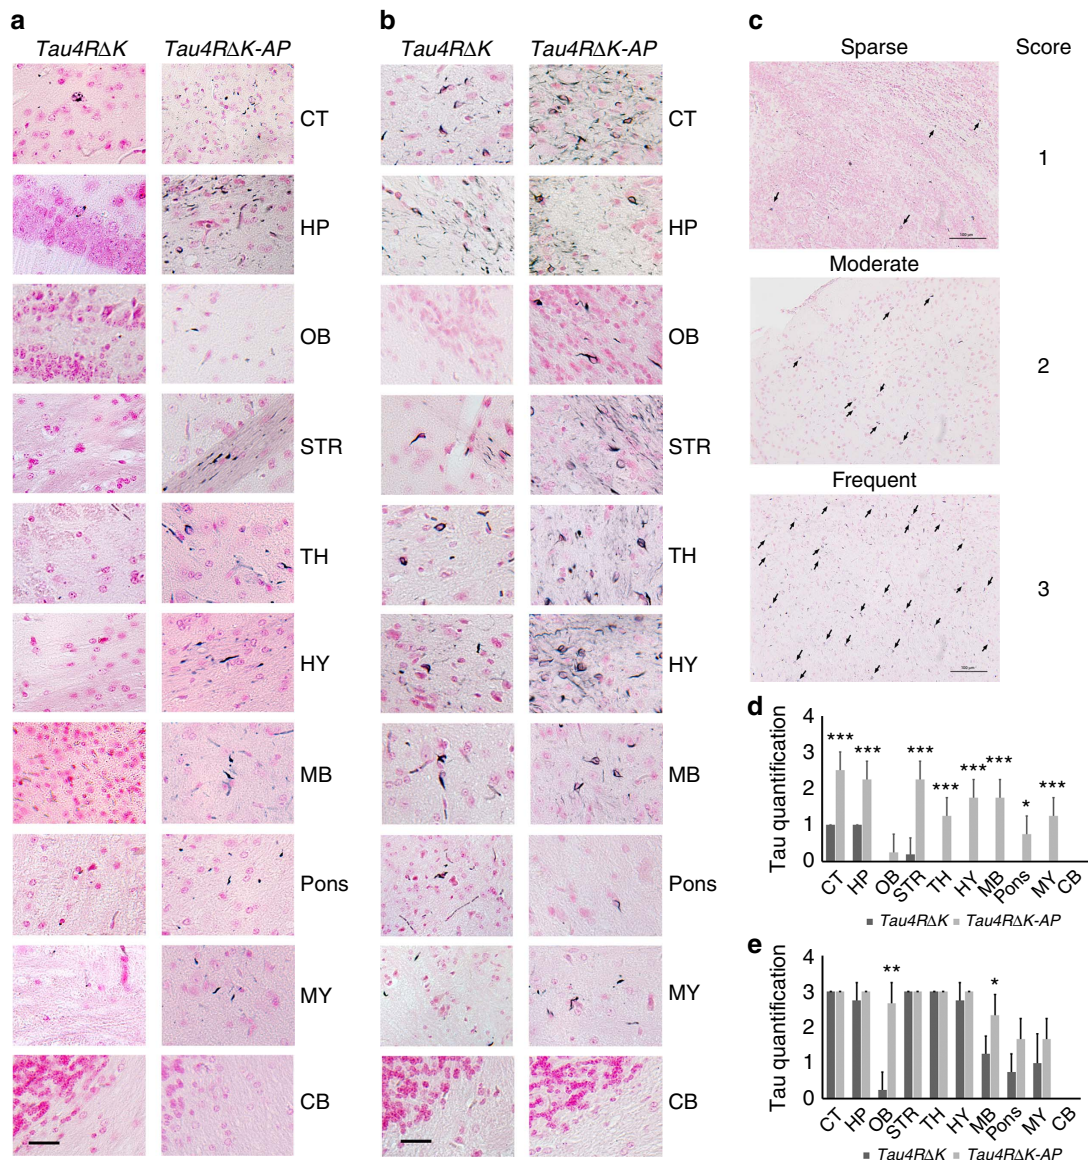 a
Tau4RΔK Tau4RΔK-AP
CT
HP
OB
STR
TH
HY
MB
Pons
MY
CB
b
Tau4RΔK Tau4RΔK-AP
CT
HP
OB
STR
TH
HY
MB
Pons
MY
CB
c
Sparse Score
1
Moderate
2
Frequent
3
d
Tau quantification
4
3
2
1
0
*** *** *** *** *** *** * ***
CT HP OB STR TH HY MB Pons MY CB
Tau4RΔK Tau4RΔK-AP
e
Tau quantification
4
3
2
1
0
** *
CT HP OB STR TH HY MB Pons MY CB
Tau4RΔK Tau4RΔK-AP